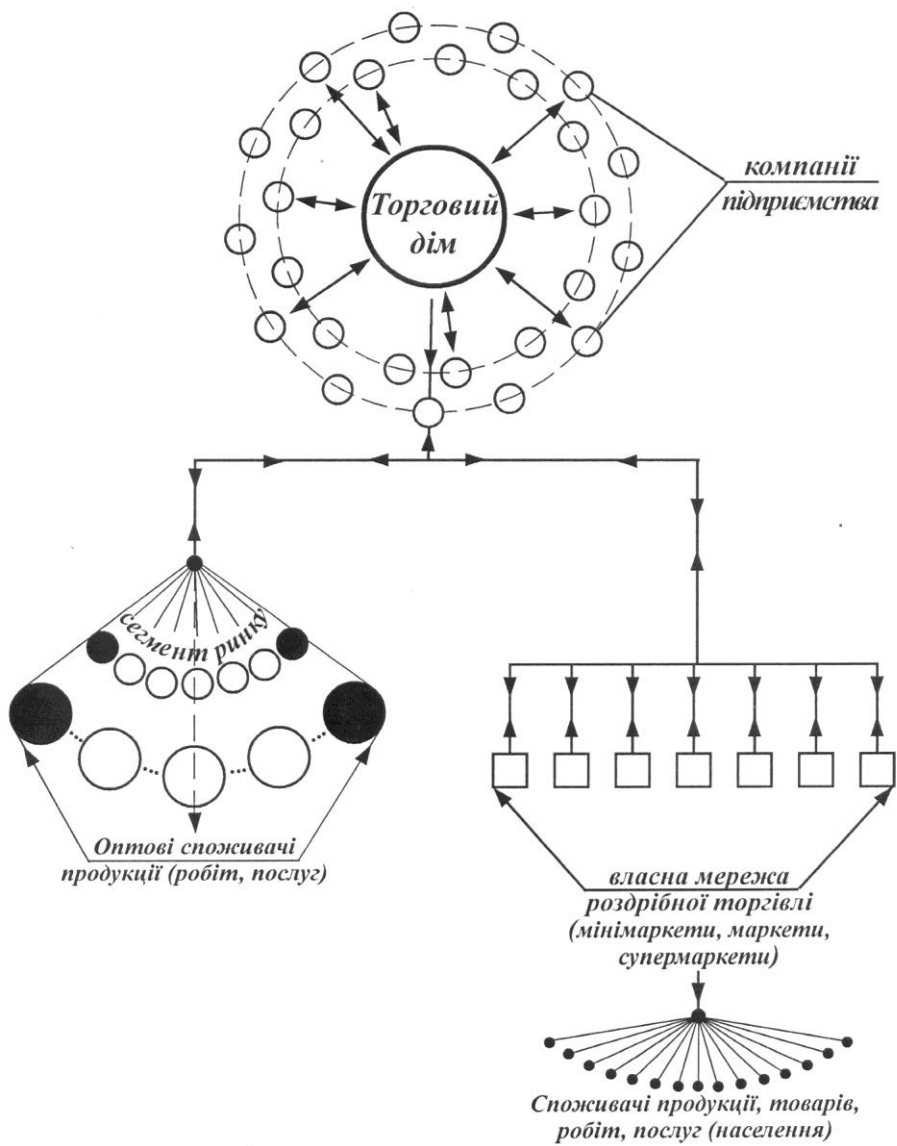 Торговий
дім
компанії
підприємства
сегмент ринку
Оптові споживачі
продукції (робіт, послуг)
власна мережа
роздрібної торгівлі
(мінімаркети, маркети,
супермаркети)
Споживачі продукції, товарів,
робіт, послуг (населення)